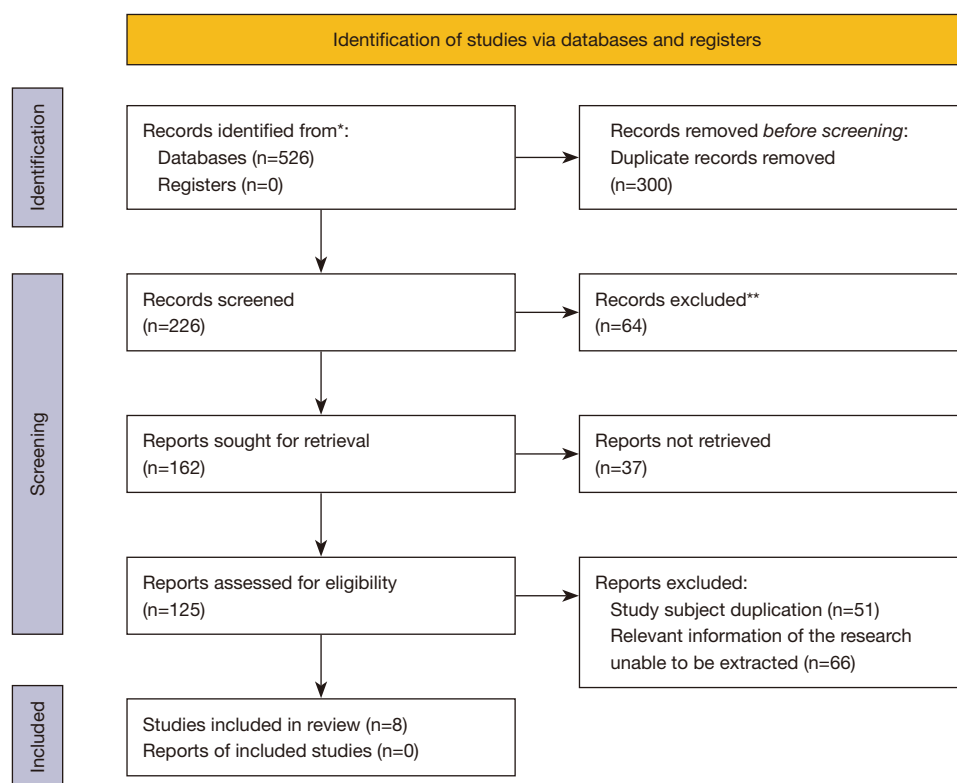 Identification of studies via databases and registers
Identification
Records identified from*:
Databases (n=526)
Registers (n=0)
Records removed before screening:
Duplicate records removed
(n=300)
Screening
Records screened
(n=226)
Records excluded**
(n=64)
Reports sought for retrieval
(n=162)
Reports not retrieved
(n=37)
Reports assessed for eligibility
(n=125)
Reports excluded:
Study subject duplication (n=51)
Relevant information of the research
unable to be extracted (n=66)
Included
Studies included in review (n=8)
Reports of included studies (n=0)